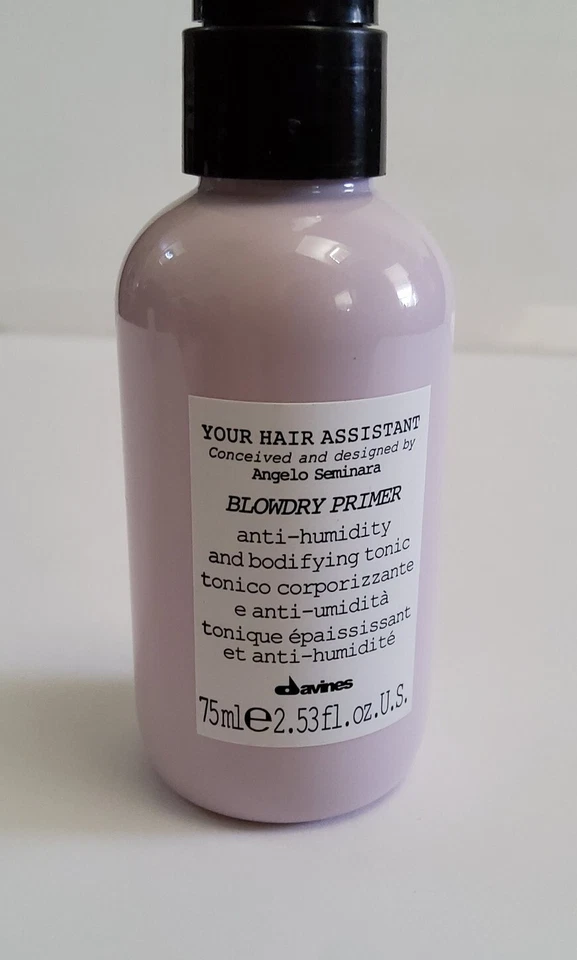 YOUR HAIR ASSISTANT
Conceived and designed by
Angelo Seminara
BLOWDRY PRIMER
anti-humidity
and bodifying tonic
tonico corporizzante
e anti-umidità
tonique épaississant
et anti-humidité
davines
75ml e 2.53fl.oz.U.S.